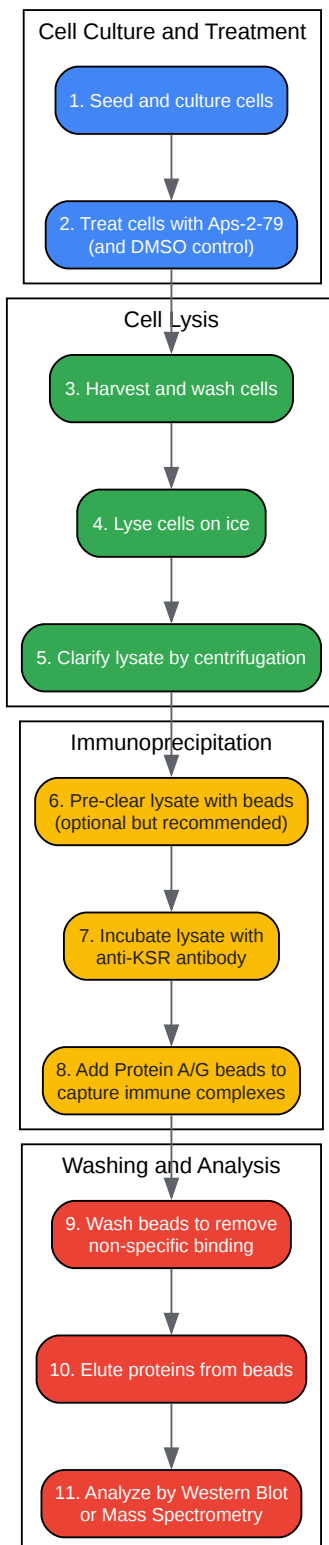 Cell Culture and Treatment
1. Seed and culture cells
2. Treat cells with Aps-2-79
(and DMSO control)
Cell Lysis
3. Harvest and wash cells
4. Lyse cells on ice
5. Clarify lysate by centrifugation
Immunoprecipitation
6. Pre-clear lysate with beads
(optional but recommended)
7. Incubate lysate with
anti-KSR antibody
8. Add Protein A/G beads to
capture immune complexes
Washing and Analysis
9. Wash beads to remove
non-specific binding
10. Elute proteins from beads
11. Analyze by Western Blot
or Mass Spectrometry